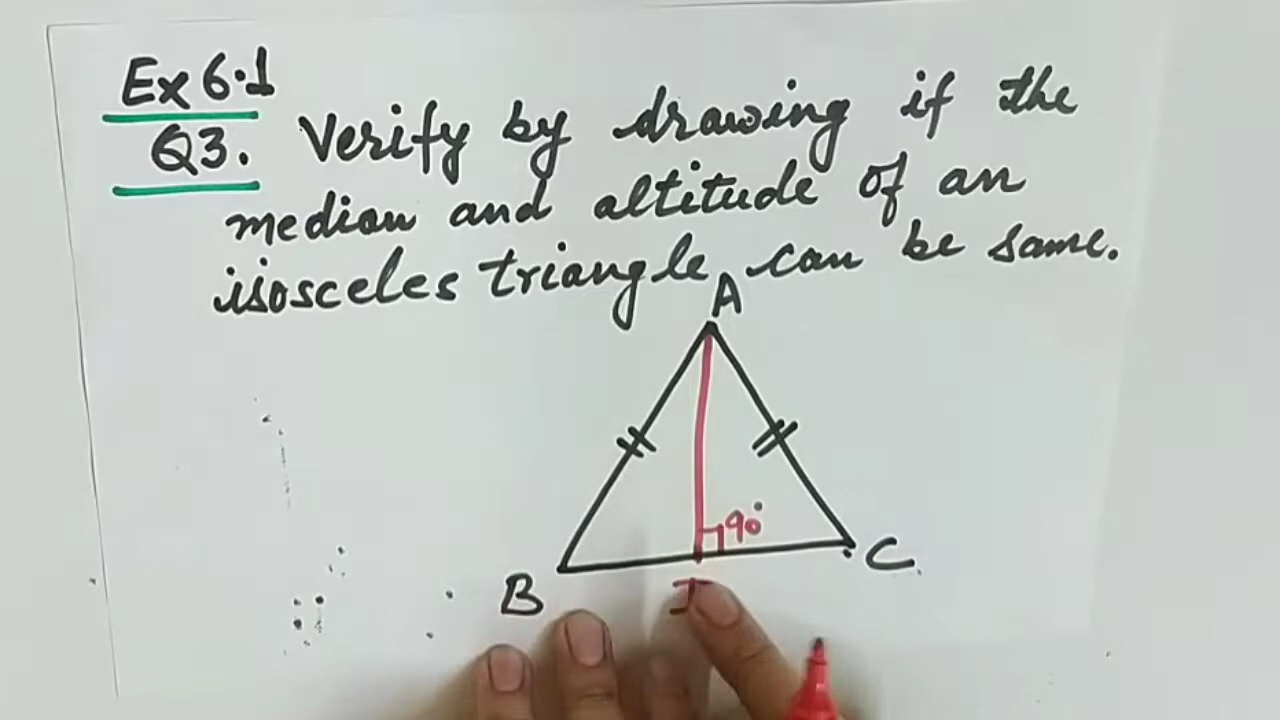 Ex 6.1
Q3. Verify by drawing if the
median and altitude of an
isosceles triangle can be same.
A
90°
B
C